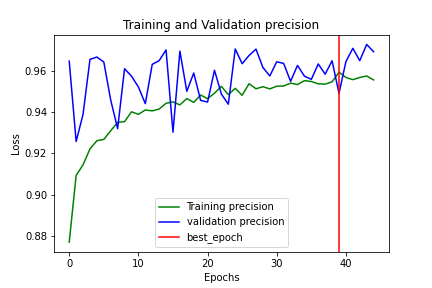 Training and Validation precision
Loss
0.96
0.94
0.92
0.90
0.88
Training precision
validation precision
best_epoch
0
10
20
30
40
Epochs